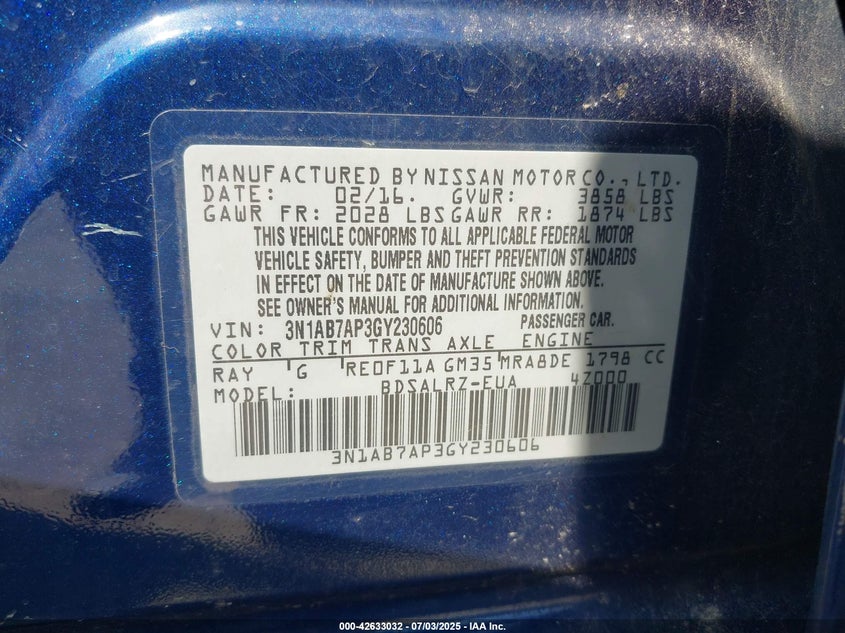 MANUFACTURED BY NISSAN MOTOR CO., LTD.
DATE: 02/16. GVWR: 3858 LBS
GAWR FR: 2028 LBS GAWR RR: 1874 LBS
THIS VEHICLE CONFORMS TO ALL APPLICABLE FEDERAL MOTOR
VEHICLE SAFETY, BUMPER AND THEFT PREVENTION STANDARDS
IN EFFECT ON THE DATE OF MANUFACTURE SHOWN ABOVE.
SEE OWNER'S MANUAL FOR ADDITIONAL INFORMATION.
VIN: 3N1AB7AP3GY230606 PASSENGER CAR.
COLOR TRIM TRANS AXLE ENGINE
RAY G RE0F11A GM35 MRA8DE 1798 CC
MODEL: BDSALRZ-EUA 4Z000
3N1AB7AP3GY230606
000-42633032 - 07/03/2025 - IAA Inc.